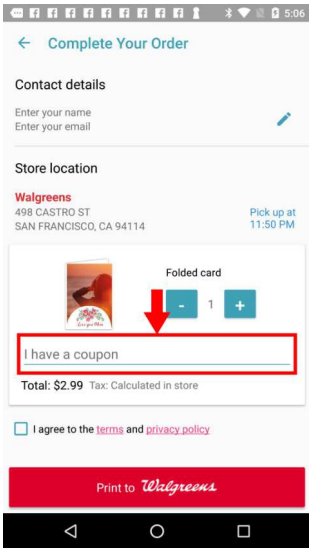 5:06
Complete Your Order
Contact details
Enter your name
Enter your email
Store location
Walgreens
498 CASTRO ST
SAN FRANCISCO, CA 94114
Pick up at
11:50 PM
Folded card
- 1 +
I have a coupon
Total: $2.99 Tax: Calculated in store
I agree to the terms and privacy policy
Print to Walgreens